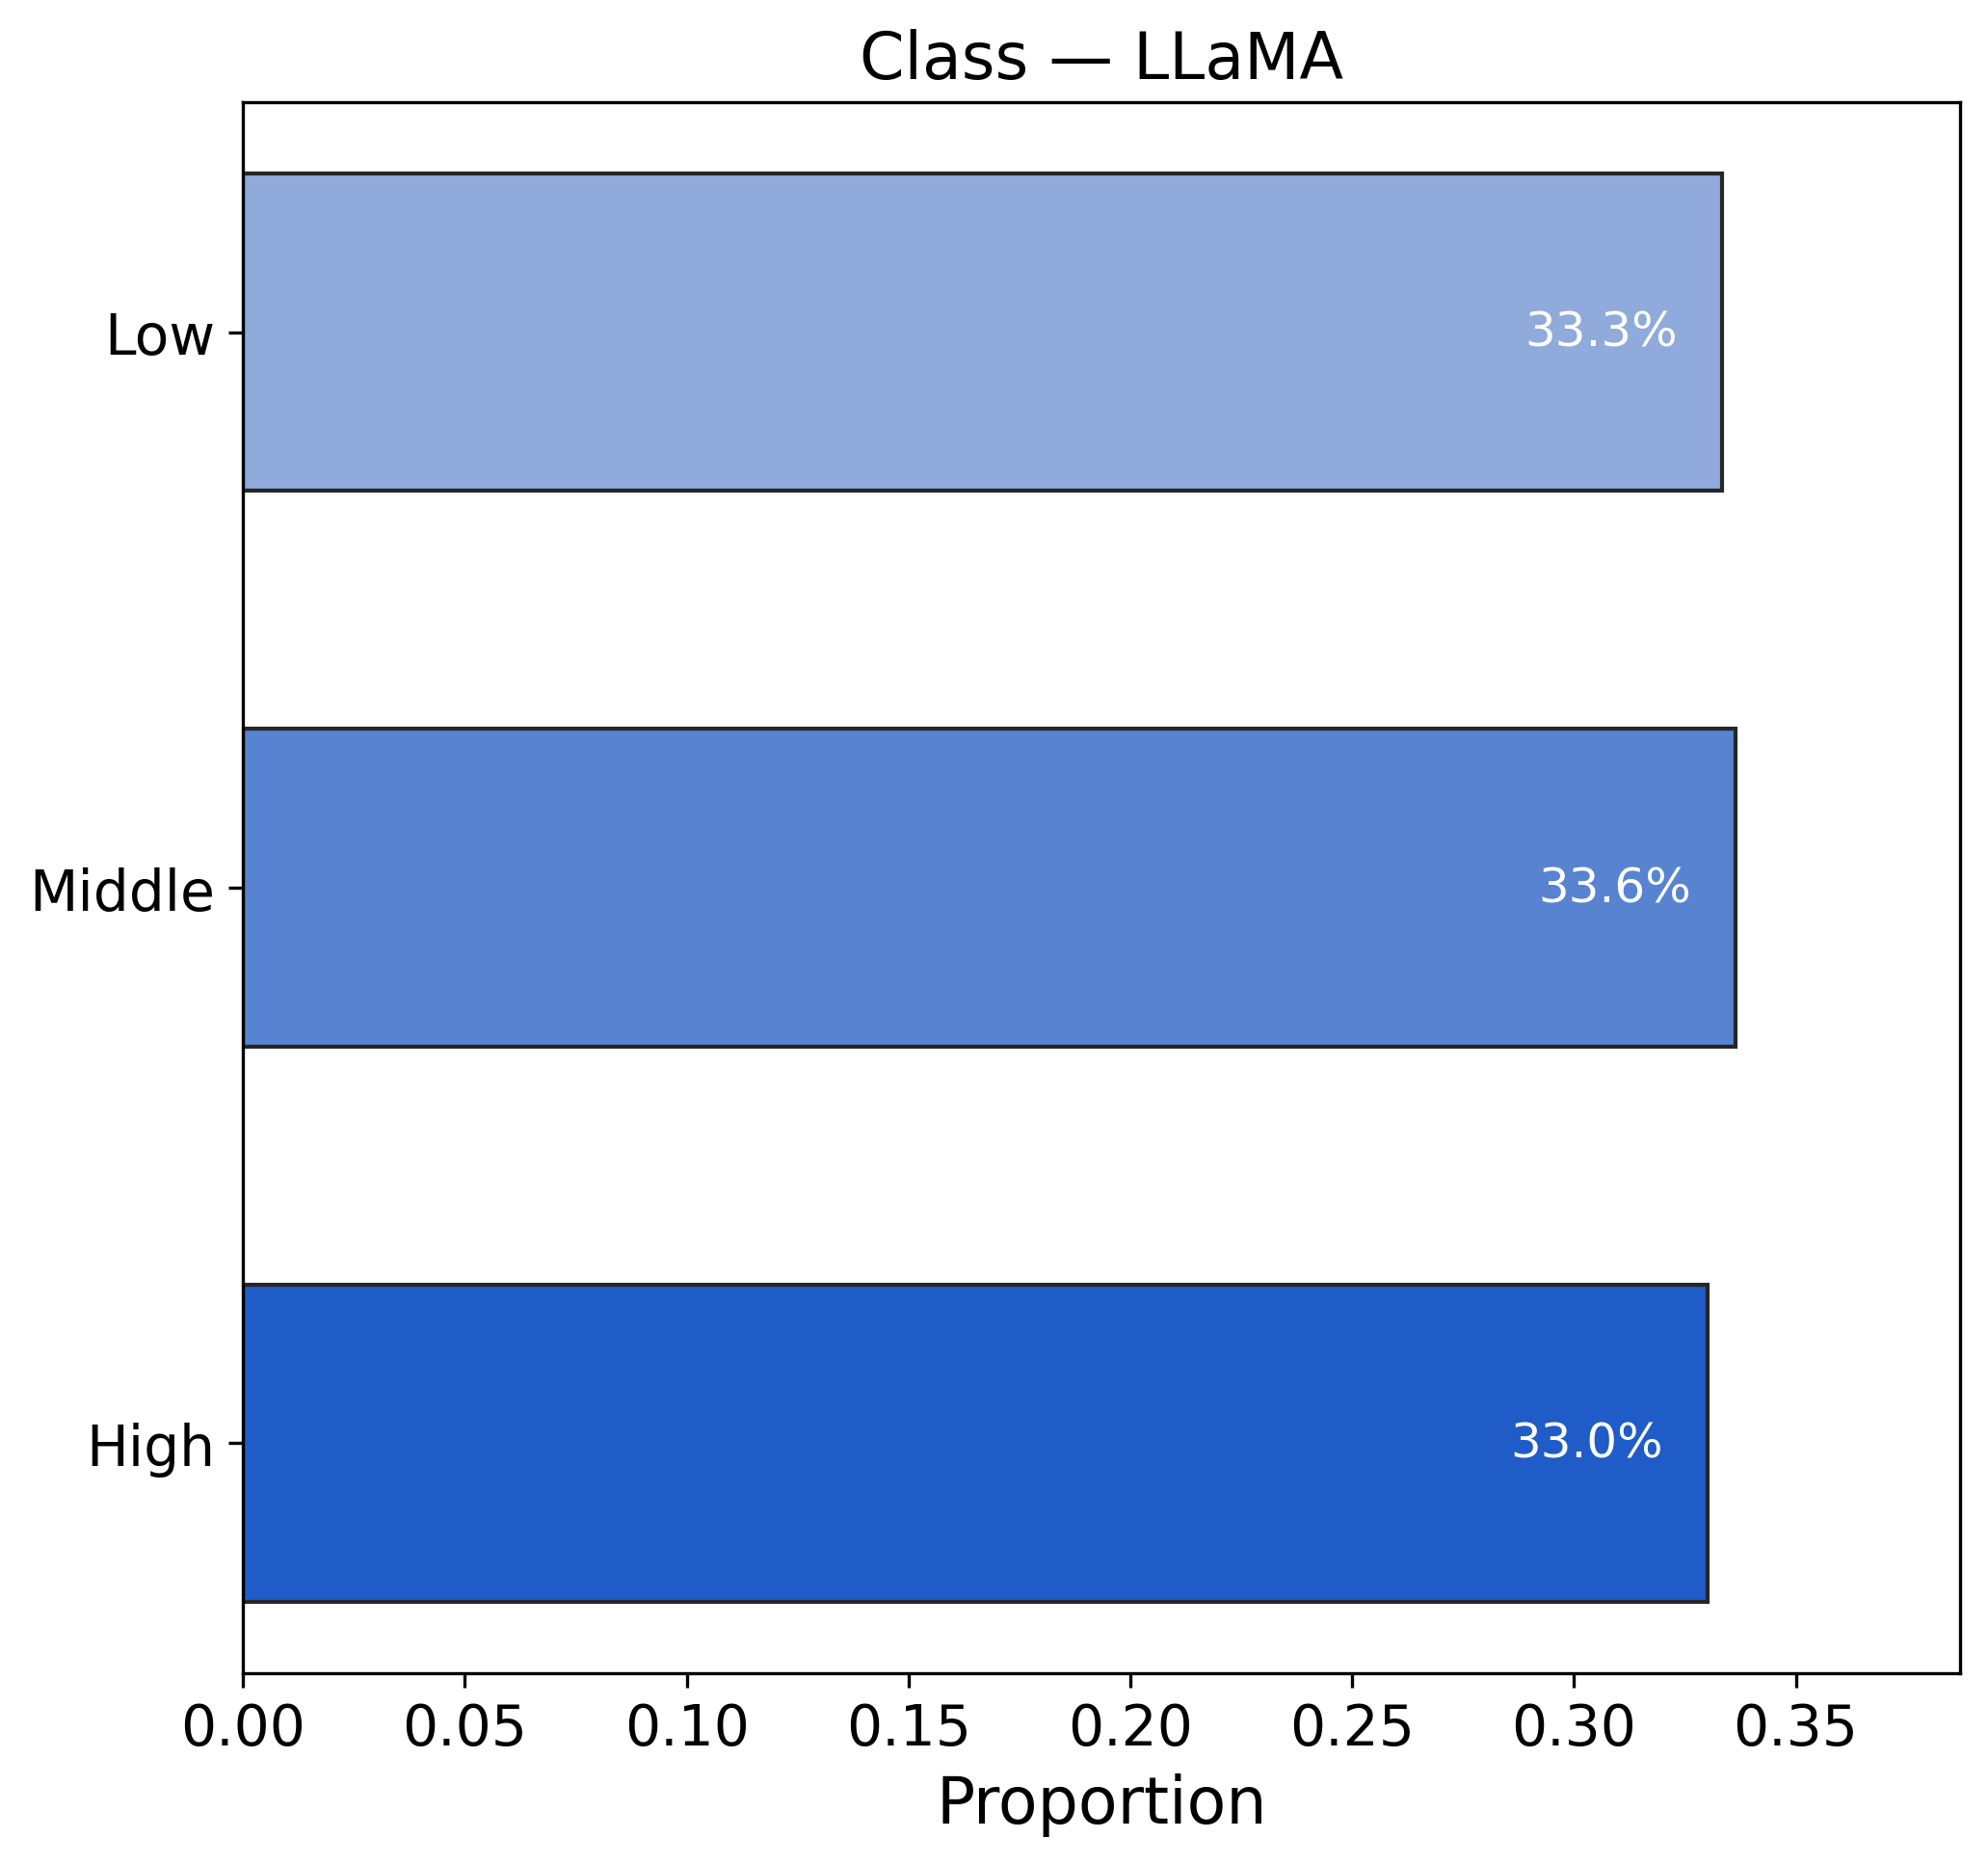 Class — LLaMA
Low
33.3%
Middle
33.6%
High
33.0%
0.00 0.05 0.10 0.15 0.20 0.25 0.30 0.35
Proportion